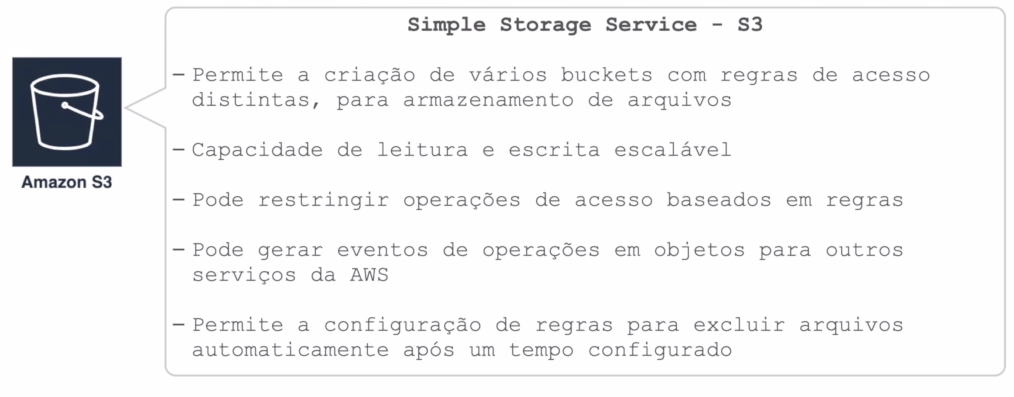 Simple Storage Service - S3
– Permite a criação de vários buckets com regras de acesso
distintas, para armazenamento de arquivos
– Capacidade de leitura e escrita escalável
– Pode restringir operações de acesso baseados em regras
– Pode gerar eventos de operações em objetos para outros
serviços da AWS
– Permite a configuração de regras para excluir arquivos
automaticamente após um tempo configurado
Amazon S3